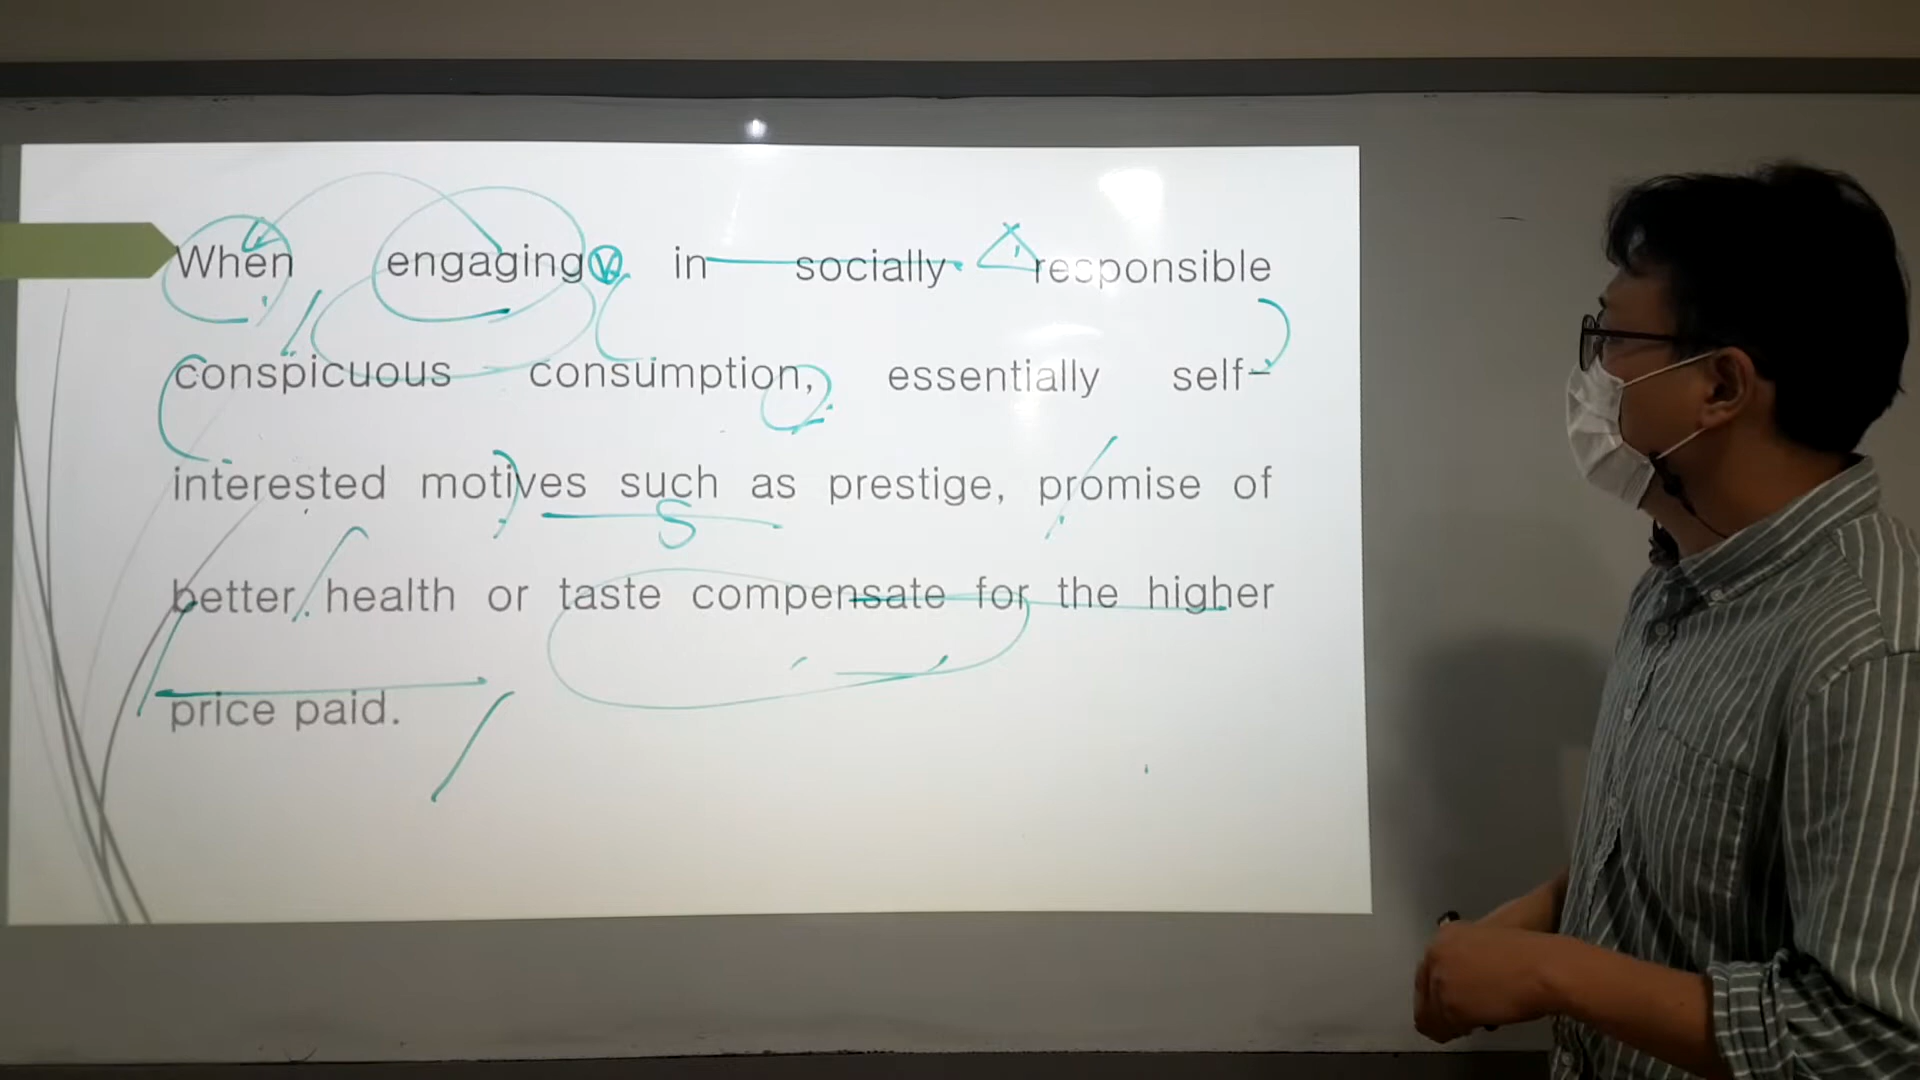 When engaging ⓥ in socially responsible
conspicuous consumption, essentially self-
interested motives such as prestige, promise of
S
better health or taste compensate for the higher
price paid.